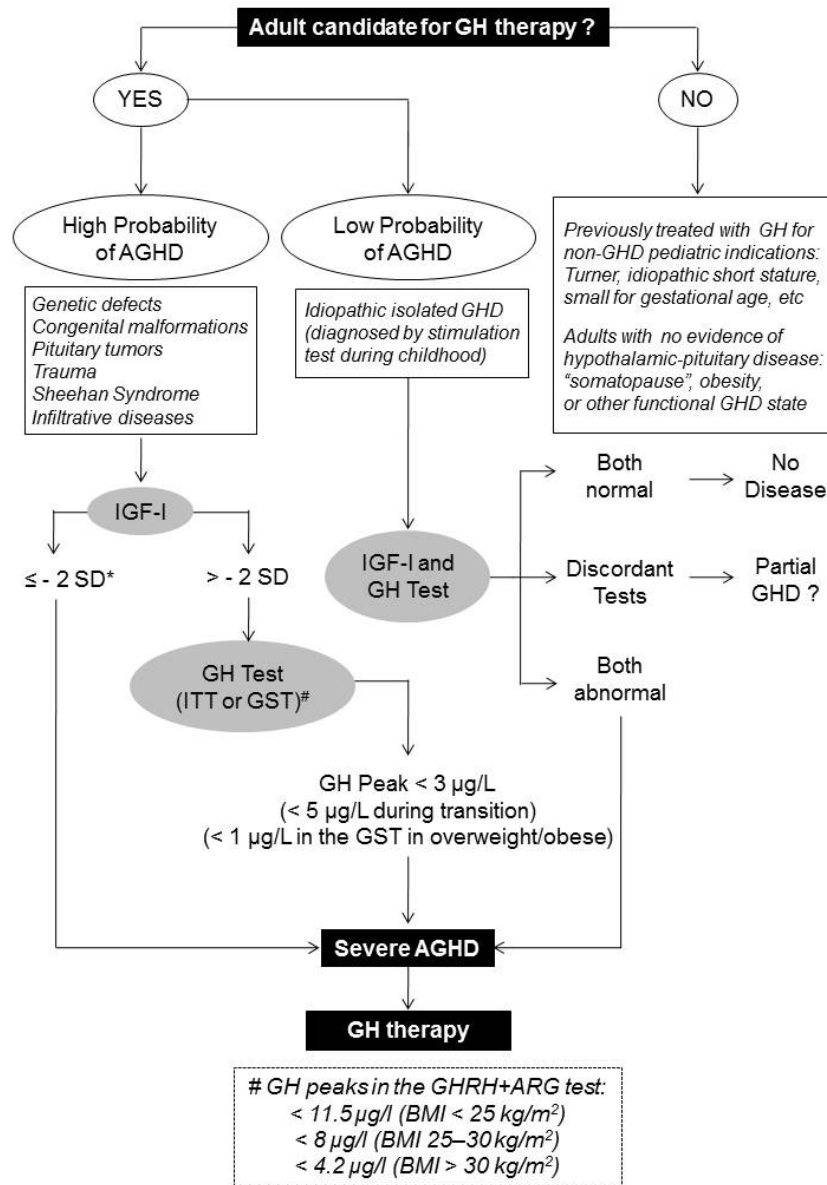 Adult candidate for GH therapy ?
YES
NO
High Probability
of AGHD
Low Probability
of AGHD
Previously treated with GH for
non-GHD pediatric indications:
Turner, idiopathic short stature,
small for gestational age, etc
Adults with no evidence of
hypothalamic-pituitary disease:
“somatopause”, obesity,
or other functional GHD state
Genetic defects
Congenital malformations
Pituitary tumors
Trauma
Sheehan Syndrome
Infiltrative diseases
Idiopathic isolated GHD
(diagnosed by stimulation
test during childhood)
IGF-I
≤ - 2 SD*
> - 2 SD
IGF-I and
GH Test
Both
normal
No
Disease
Discordant
Tests
Partial
GHD ?
Both
abnormal
GH Test
(ITT or GST)#
GH Peak < 3 µg/L
(< 5 µg/L during transition)
(< 1 µg/L in the GST in overweight/obese)
Severe AGHD
GH therapy
# GH peaks in the GHRH+ARG test:
< 11.5 µg/l (BMI < 25 kg/m²)
< 8 µg/l (BMI 25–30 kg/m²)
< 4.2 µg/l (BMI > 30 kg/m²)